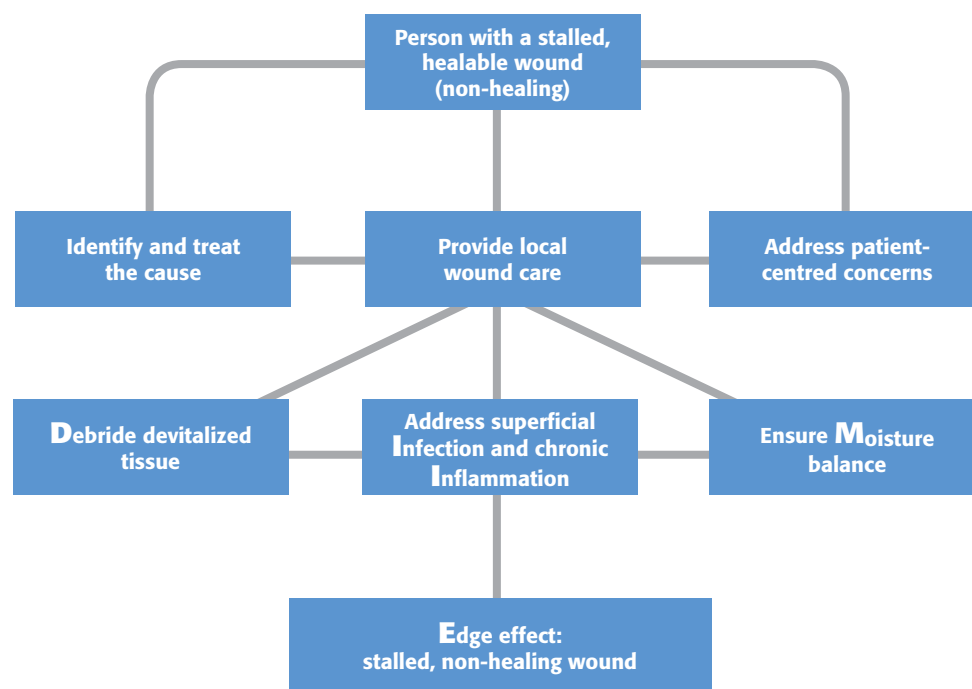 Person with a stalled,
healable wound
(non-healing)
Identify and treat
the cause
Provide local
wound care
Address patient-
centred concerns
Debride devitalized
tissue
Address superficial
Infection and chronic
Inflammation
Ensure Moisture
balance
Edge effect:
stalled, non-healing wound